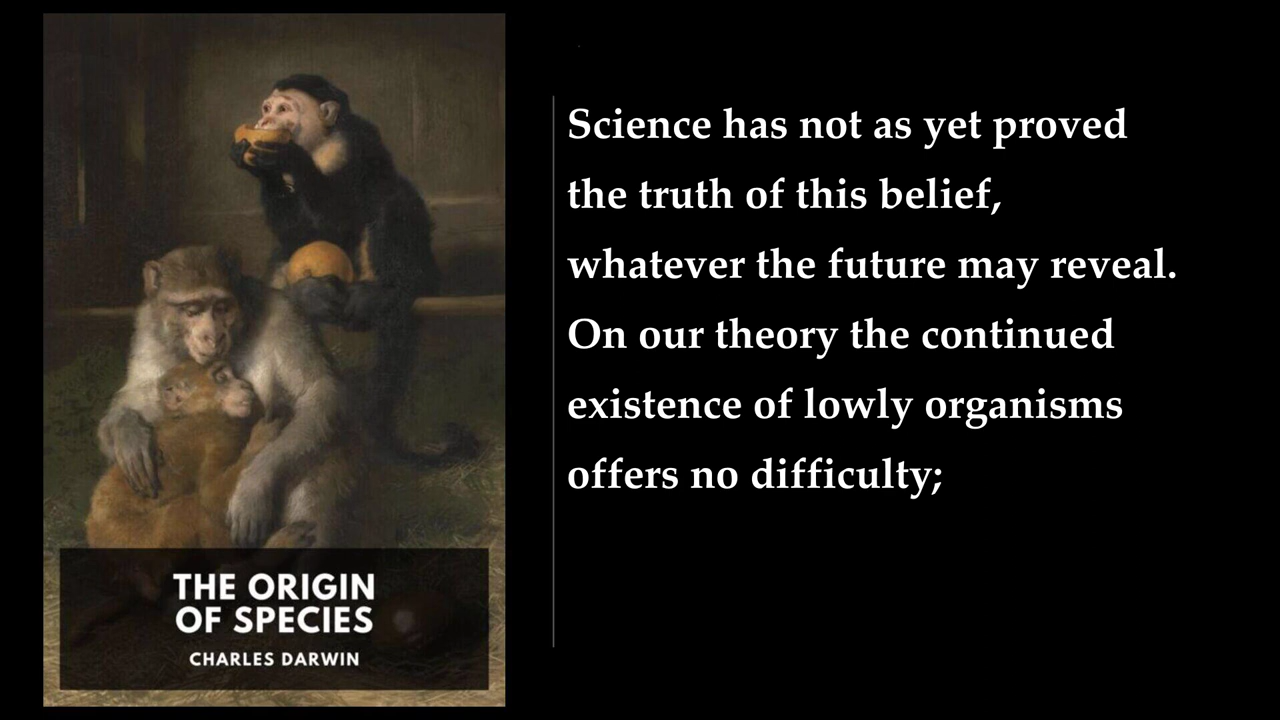 THE ORIGIN
OF SPECIES
CHARLES DARWIN
Science has not as yet proved
the truth of this belief,
whatever the future may reveal.
On our theory the continued
existence of lowly organisms
offers no difficulty;